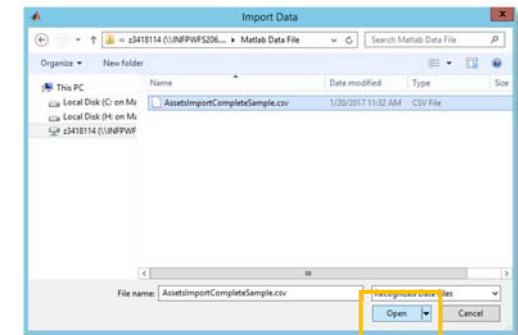 Import Data
z3418114 (\\INFPWFS206... ▸ Matlab Data File
Search Matlab Data File
Organize
New folder
This PC
Local Disk (C: on Ma
Local Disk (H: on Ma
z3418114 (\\INFPWF
Name
Date modified
Type
Size
AssetsImportCompleteSample.csv
1/20/2017 11:32 AM
CSV File
File name:
AssetsImportCompleteSample.csv
Recognized Data Files
Open
Cancel